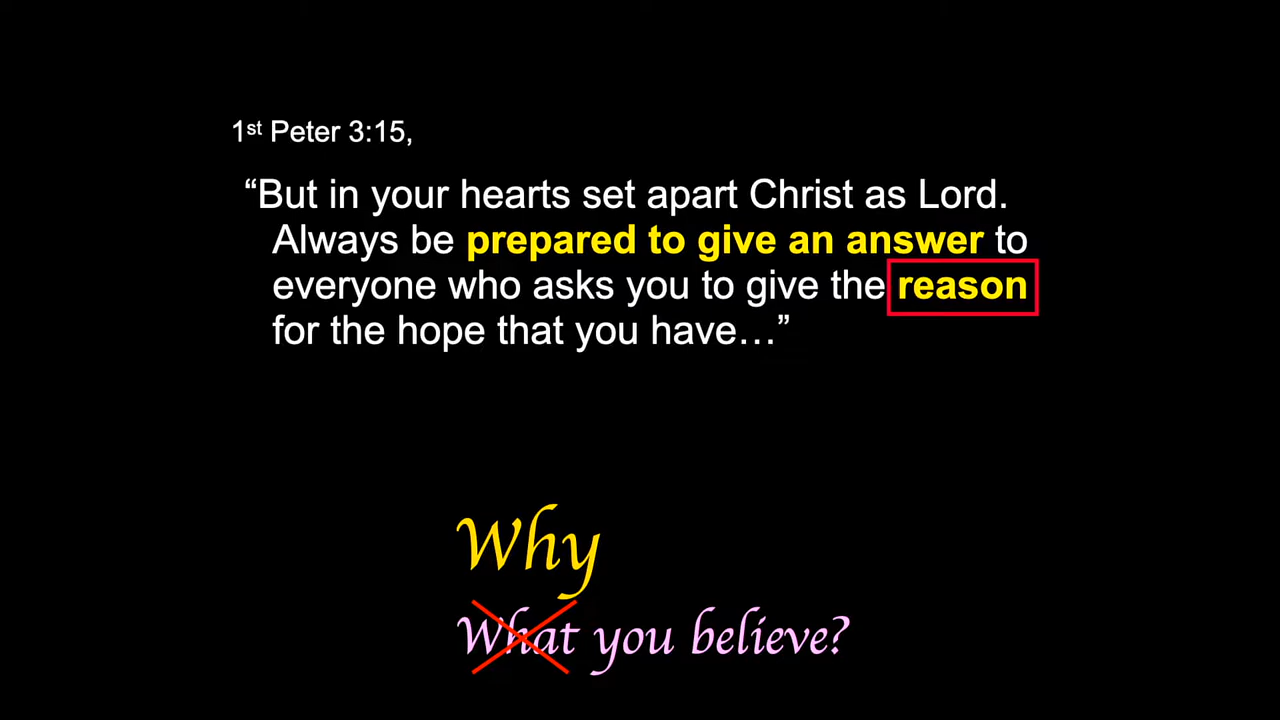 1st Peter 3:15,
“But in your hearts set apart Christ as Lord.
Always be prepared to give an answer to
everyone who asks you to give the reason
for the hope that you have…”
Why
What you believe?